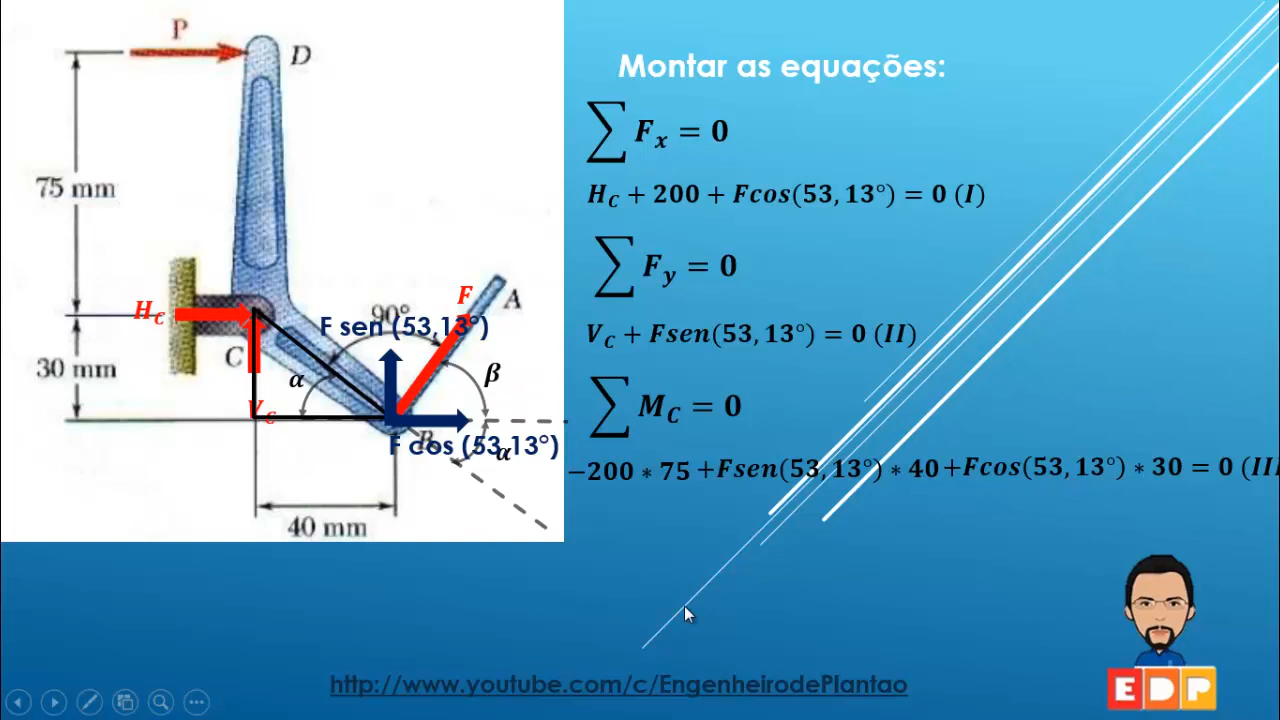 P
D
75 mm
H_C
C
30 mm
V_C
α
90°
F sen (53,13°)
F
A
β
B
F cos (53,13°)
α
40 mm
Montar as equações:
∑ F_x = 0
H_C + 200 + Fcos(53, 13°) = 0 (I)
∑ F_y = 0
V_C + Fsen(53, 13°) = 0 (II)
∑ M_C = 0
−200 ∗ 75 +Fsen(53, 13°) ∗ 40 +Fcos(53, 13°) ∗ 30 = 0 (III
http://www.youtube.com/c/EngenheirodePlantao
EDP